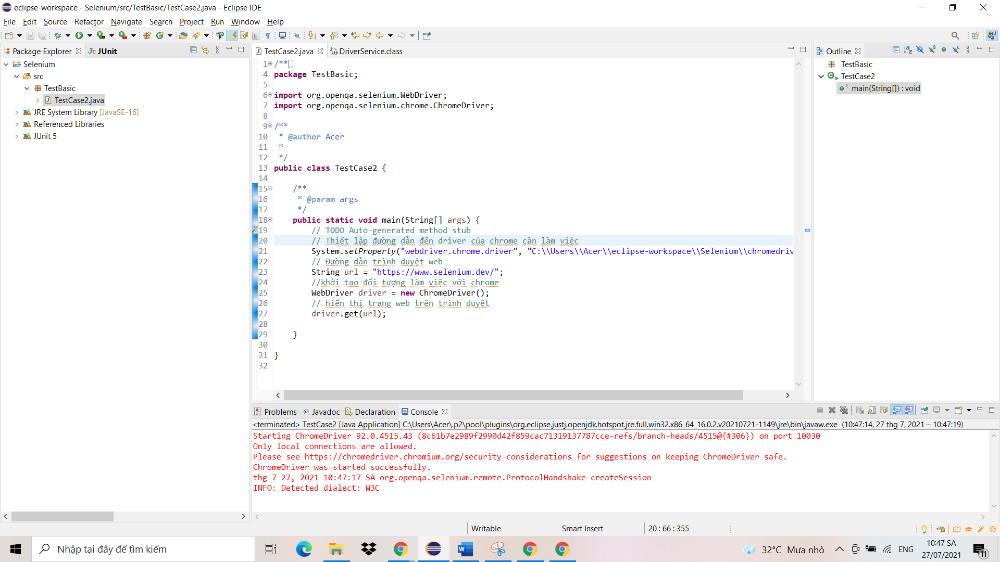 eclipse-workspace - Selenium/src/TestBasic/TestCase2.java - Eclipse IDE
File Edit Source Refactor Navigate Search Project Run Window Help
Package Explorer JUnit
Selenium
src
TestBasic
TestCase2.java
JRE System Library [JavaSE-16]
Referenced Libraries
JUnit 5
TestCase2.java DriverService.class
1 /**
4 package TestBasic;
5
6 import org.openqa.selenium.WebDriver;
7 import org.openqa.selenium.chrome.ChromeDriver;
8
9 /**
10 * @author Acer
11 *
12 */
13 public class TestCase2 {
14
15 /**
16 * @param args
17 */
18 public static void main(String[] args) {
19 // TODO Auto-generated method stub
20 // Thiết lập đường dẫn đến driver của chrome cần làm việc
21 System.setProperty("webdriver.chrome.driver", "C:\\Users\\Acer\\eclipse-workspace\\Selenium\\chromedriv
22 // Đường dẫn trình duyệt web
23 String url = "https://www.selenium.dev/";
24 //khởi tạo đối tượng làm việc với chrome
25 WebDriver driver = new ChromeDriver();
26 // hiển thị trang web trên trình duyệt
27 driver.get(url);
28
29 }
30
31 }
32
Outline
TestBasic
TestCase2
main(String[]) : void
Problems @ Javadoc Declaration Console
<terminated> TestCase2 [Java Application] C:\Users\Acer\.p2\pool\plugins\org.eclipse.justj.openjdk.hotspot.jre.full.win32.x86_64_16.0.2.v20210721-1149\jre\bin\javaw.exe (10:47:14, 27 thg 7, 2021 – 10:47:19)
Starting ChromeDriver 92.0.4515.43 (8c61b7e2989f2990d42f859cac71319137787cce-refs/branch-heads/4515@{#306}) on port 10030
Only local connections are allowed.
Please see https://chromedriver.chromium.org/security-considerations for suggestions on keeping ChromeDriver safe.
ChromeDriver was started successfully.
thg 7 27, 2021 10:47:17 SA org.openqa.selenium.remote.ProtocolHandshake createSession
INFO: Detected dialect: W3C
Writable Smart Insert 20 : 66 : 355
Nhập tại đây để tìm kiếm
32°C Mưa nhỏ
ENG
10:47 SA
27/07/2021
11